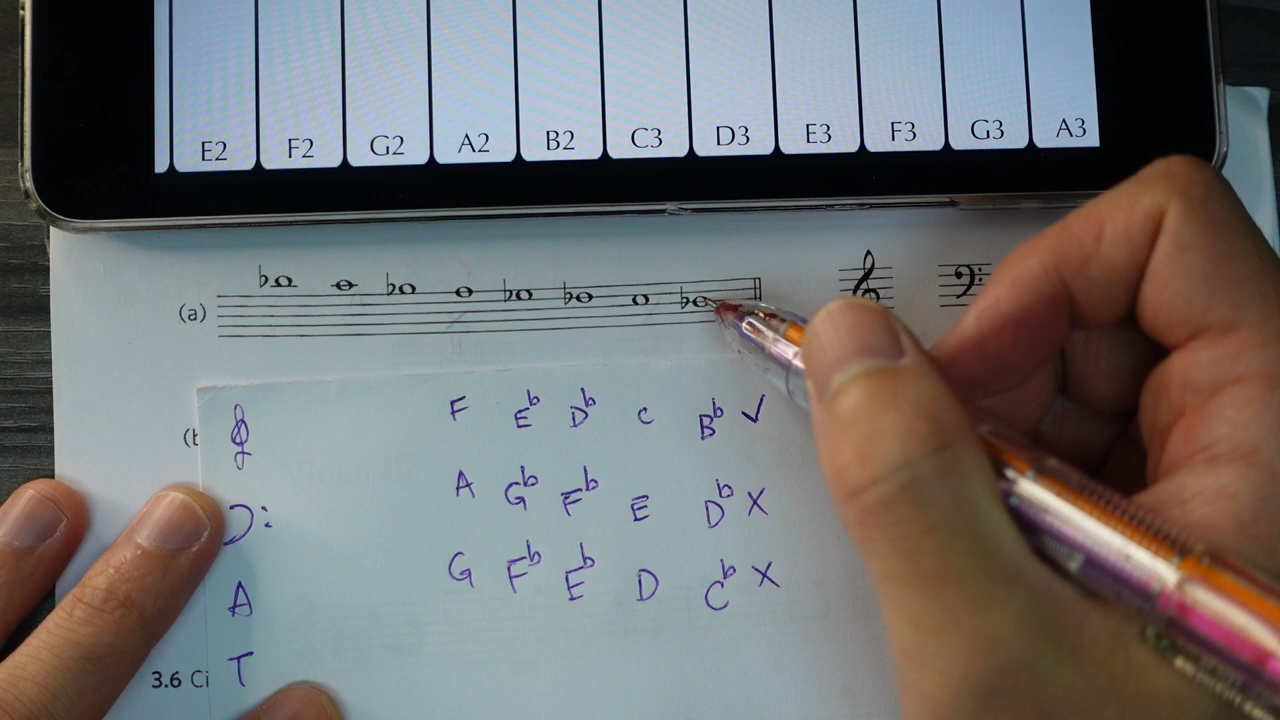 E2 F2 G2 A2 B2 C3 D3 E3 F3 G3 A3
(a)
F E♭ D♭ C B♭ ✓
(b
A G♭ F♭ E D♭ X
G F♭ E♭ D C♭ X
A
T
3.6 Ci